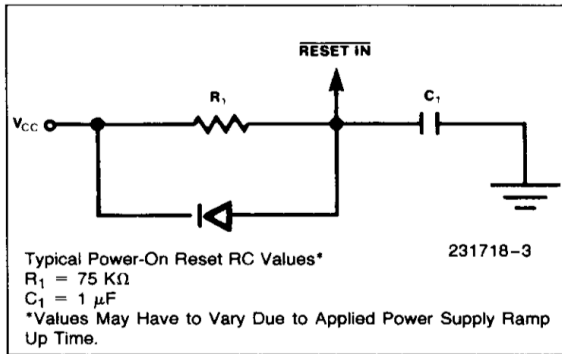 RESET IN
R₁
C₁
VCC
231718-3
Typical Power-On Reset RC Values*
R₁ = 75 KΩ
C₁ = 1 μF
*Values May Have to Vary Due to Applied Power Supply Ramp
Up Time.